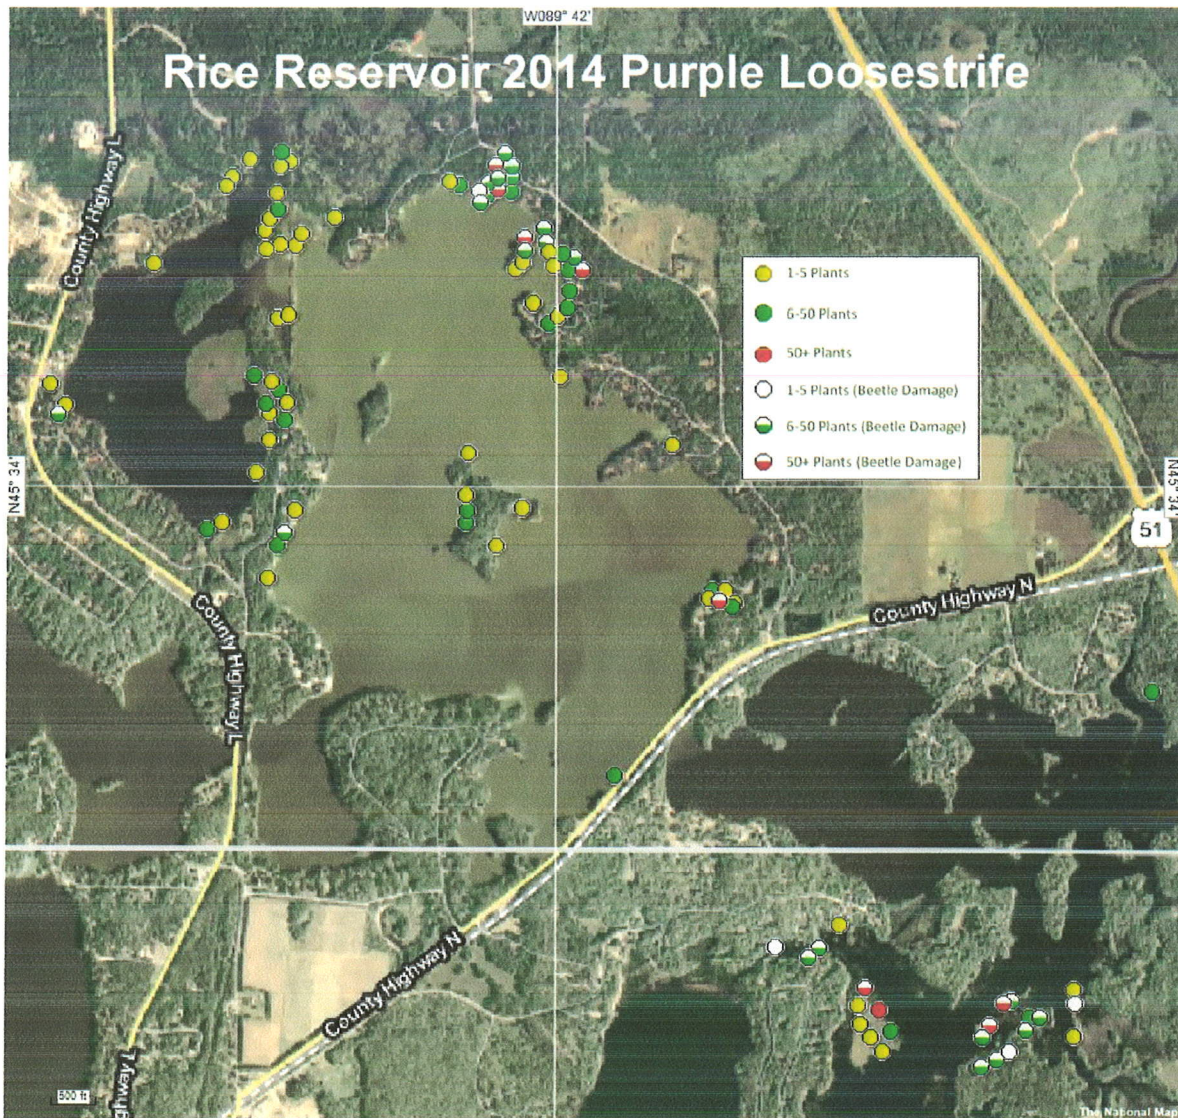 W089° 42'
Rice Reservoir 2014 Purple Loosestrife
County Highway L
1-5 Plants
6-50 Plants
50+ Plants
1-5 Plants (Beetle Damage)
6-50 Plants (Beetle Damage)
50+ Plants (Beetle Damage)
N45° 34'
N45° 34'
51
County Highway N
County Highway L
County Highway N
ghway L
500 ft
The National Map